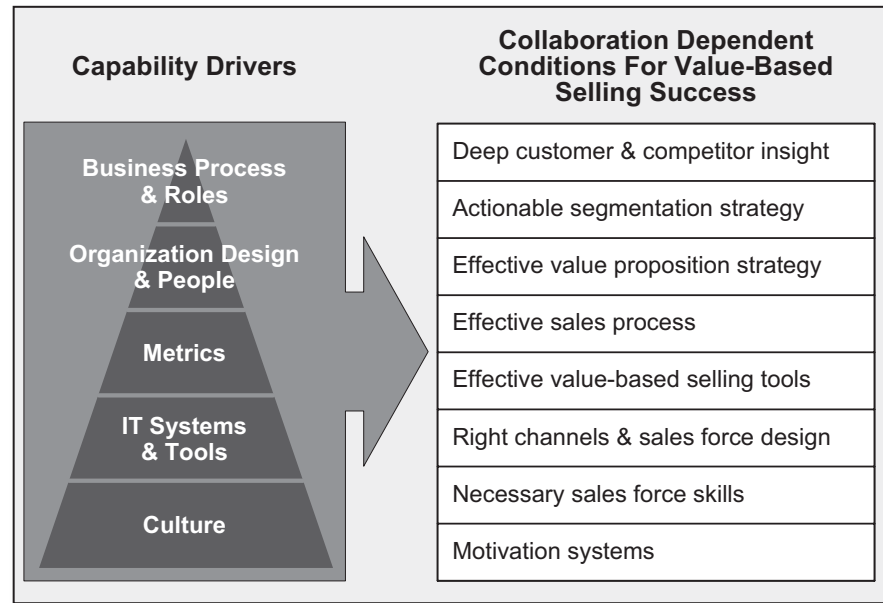 Capability Drivers
Business Process
& Roles
Organization Design
& People
Metrics
IT Systems
& Tools
Culture
Collaboration Dependent
Conditions For Value-Based
Selling Success
Deep customer & competitor insight
Actionable segmentation strategy
Effective value proposition strategy
Effective sales process
Effective value-based selling tools
Right channels & sales force design
Necessary sales force skills
Motivation systems